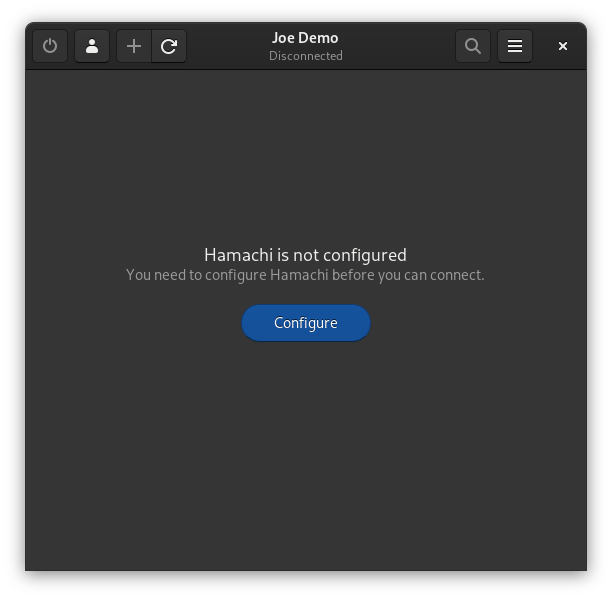 Joe Demo
Disconnected
Hamachi is not configured
You need to configure Hamachi before you can connect.
Configure